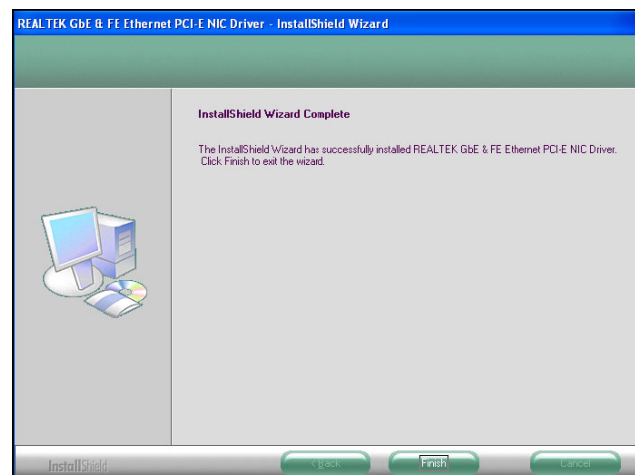 REALTEK GbE & FE Ethernet PCI-E NIC Driver - InstallShield Wizard
InstallShield Wizard Complete
The InstallShield Wizard has successfully installed REALTEK GbE & FE Ethernet PCI-E NIC Driver.
Click Finish to exit the wizard.
InstallShield
< Back
Finish
Cancel